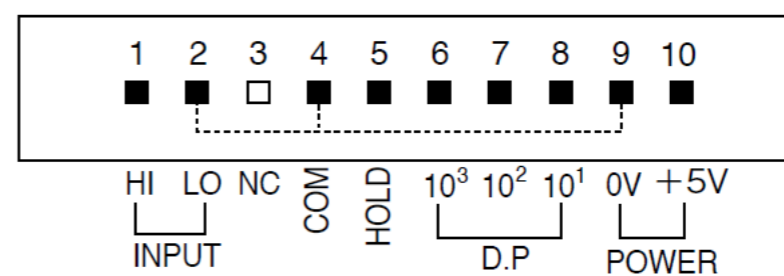 1 2 3 4 5 6 7 8 9 10
HI LO NC COM HOLD 10³ 10² 10¹ 0V +5V
INPUT D.P POWER